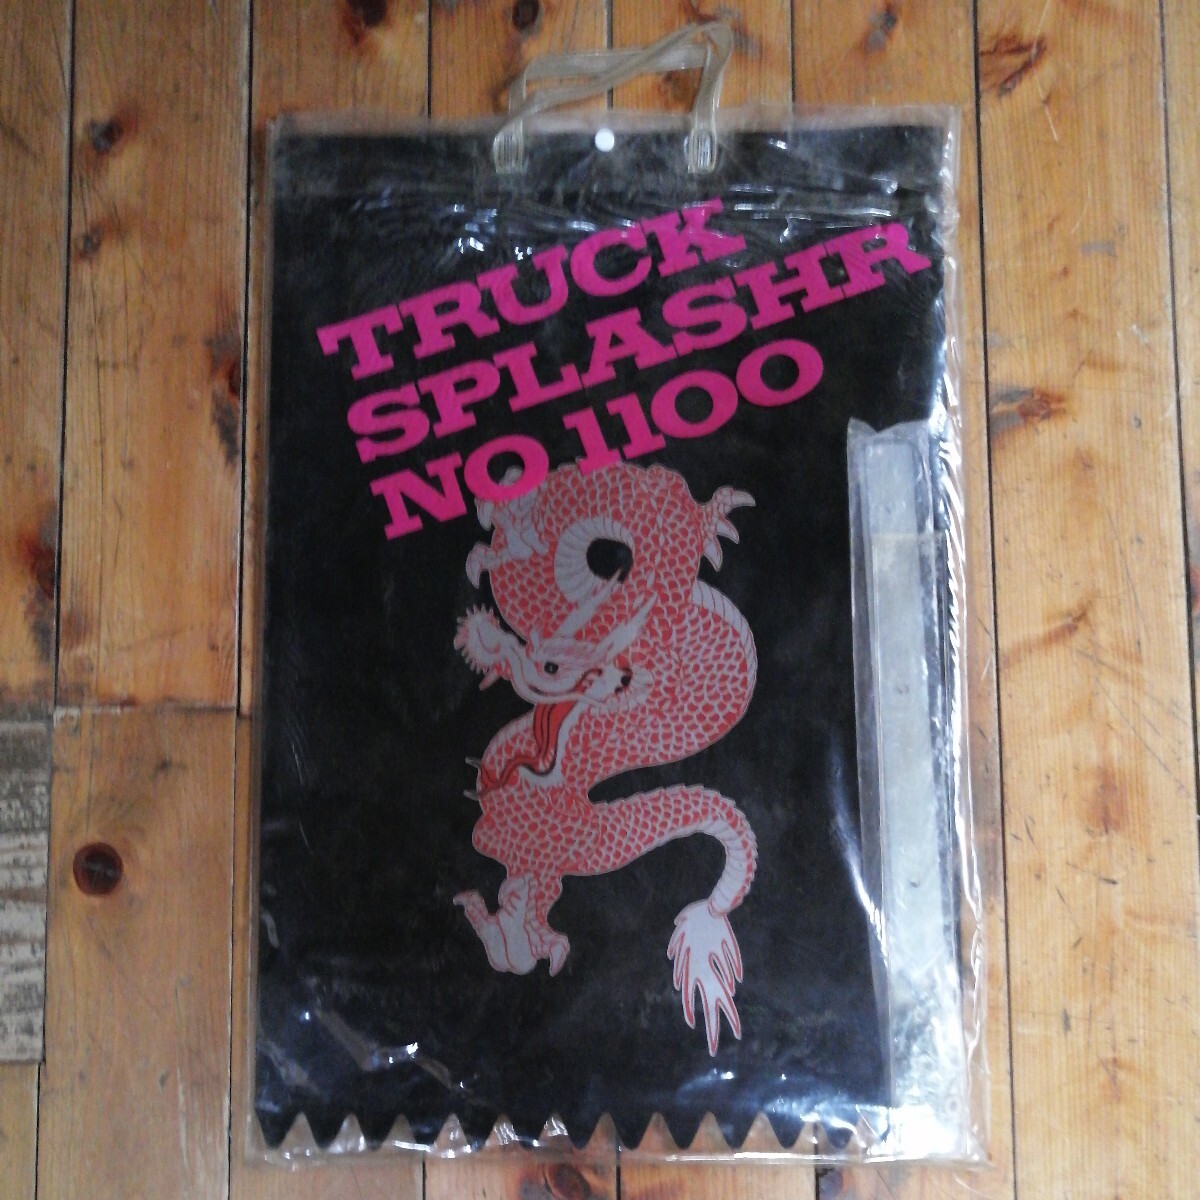 TRUCK
SPLASHR
NO 1100